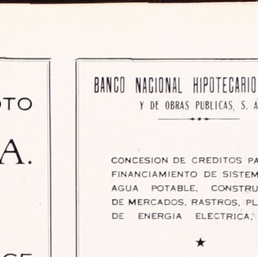 OTO
A.
BANCO NACIONAL HIPOTECARIO
Y DE OBRAS PUBLICAS, S. A
CONCESION DE CREDITOS PA
FINANCIAMIENTO DE SISTEM
AGUA POTABLE, CONSTRU
DE MERCADOS, RASTROS, PL
DE ENERGIA ELECTRICA,